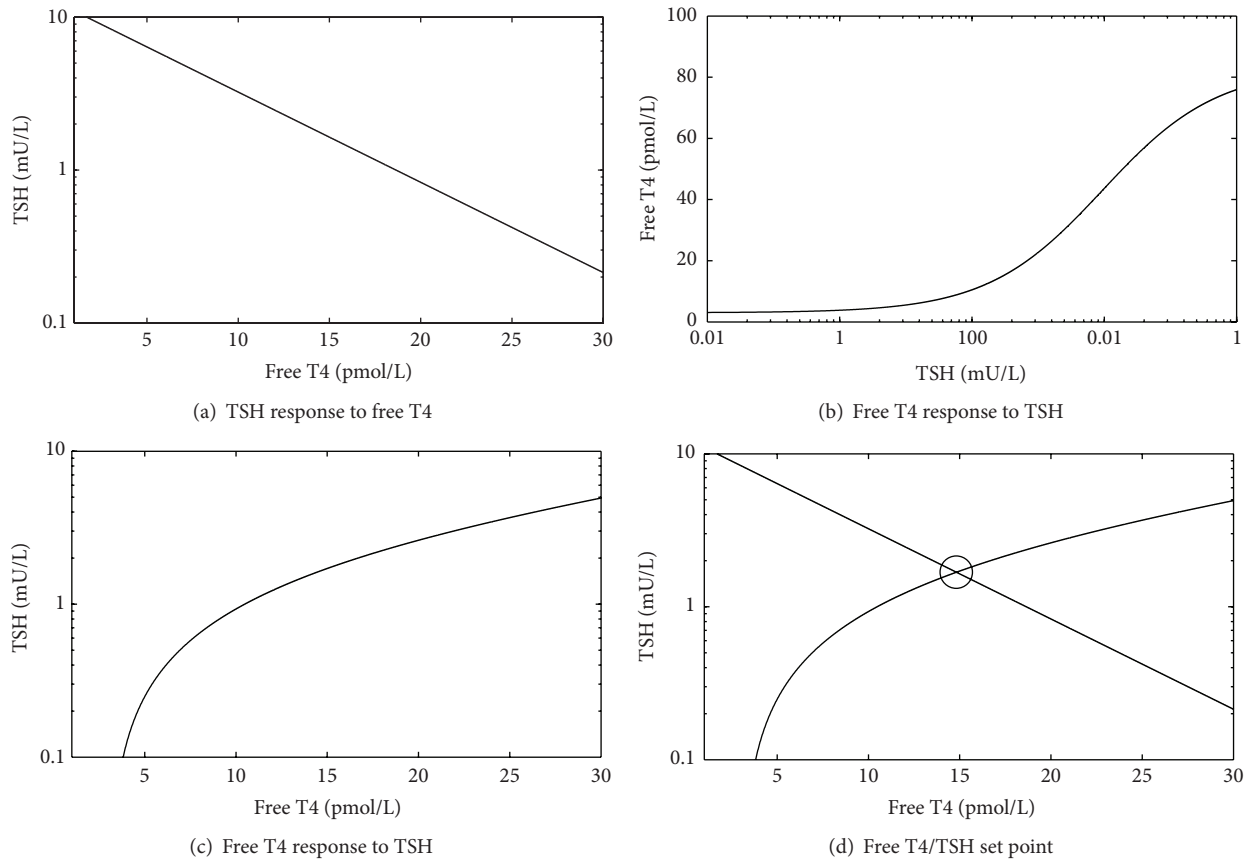 10
1
0.1
TSH (mU/L)
5 10 15 20 25 30
Free T4 (pmol/L)
(a) TSH response to free T4
100
80
60
40
20
0
Free T4 (pmol/L)
0.01 1 100 0.01 1
TSH (mU/L)
(b) Free T4 response to TSH
10
1
0.1
TSH (mU/L)
5 10 15 20 25 30
Free T4 (pmol/L)
(c) Free T4 response to TSH
10
1
0.1
TSH (mU/L)
5 10 15 20 25 30
Free T4 (pmol/L)
(d) Free T4/TSH set point